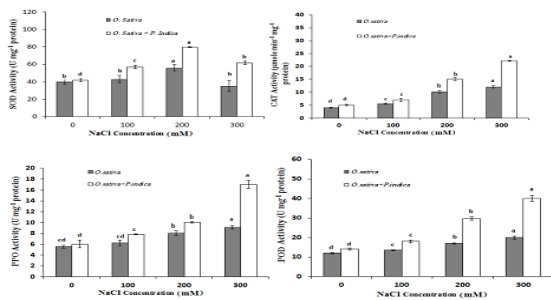 SOD Activity (U mg-1 protein)
100
80
60
40
20
0
O. Sativa
O. Sativa + P. Indica
b d
b c
a a
b b
0 100 200 300
NaCl Concentration (mM)
CAT Activity (µmole min-1 mg-1 protein)
40
35
30
25
20
15
10
5
0
O.sativa
O.sativa+P.indica
d d
c c
b b
a a
0 100 200 300
NaCl Concentration (mM)
PPO Activity (U mg-1 protein)
20
18
16
14
12
10
8
6
4
2
0
O.sativa
O.sativa+P.indica
cd d
cd c
b b
a a
0 100 200 300
NaCl Concentration (mM)
POD Activity (U mg-1 protein)
60
50
40
30
20
10
0
O.sativa
O.sativa+P.indica
d d
c c
b b
a a
0 100 200 300
NaCl Concentration (mM)